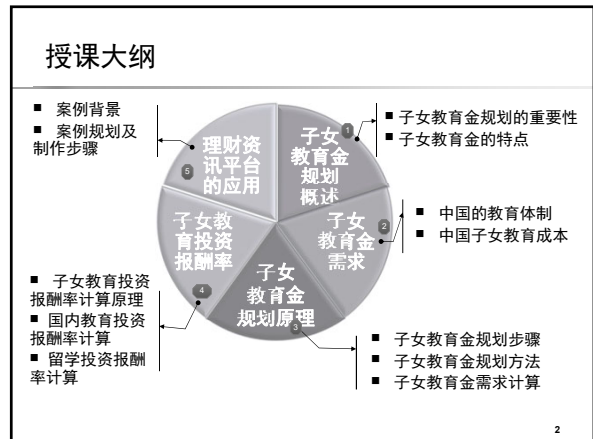 授课大纲
■ 案例背景
■ 案例规划及
制作步骤
■ 子女教育金规划的重要性
■ 子女教育金的特点
1
子女
教育金
规划
概述
理财资
讯平台
的应用
5
■ 中国的教育体制
■ 中国子女教育成本
2
子女
教育金
需求
子女教
育投资
报酬率
4
子女
教育金
规划原理
3
■ 子女教育投资
报酬率计算原理
■ 国内教育投资
报酬率计算
■ 留学投资报酬
率计算
■ 子女教育金规划步骤
■ 子女教育金规划方法
■ 子女教育金需求计算
2